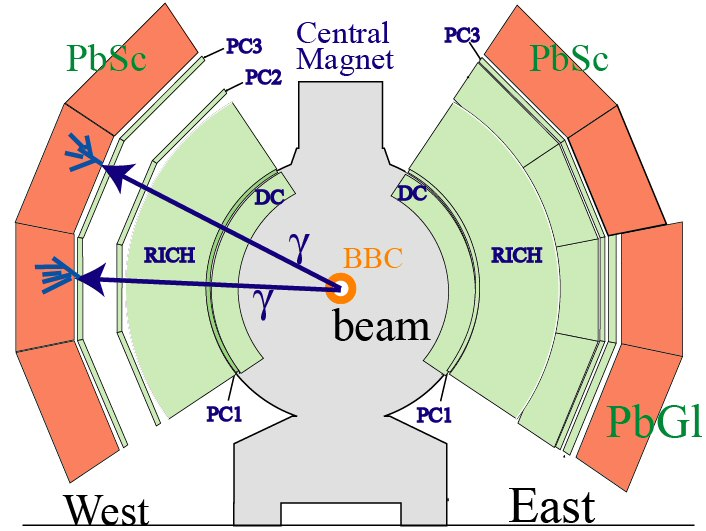 Central
Magnet
PbSc
PC3
PC2
PC3
PbSc
DC
DC
RICH
γ
BBC
RICH
γ
beam
PC1
PC1
PbGl
West
East